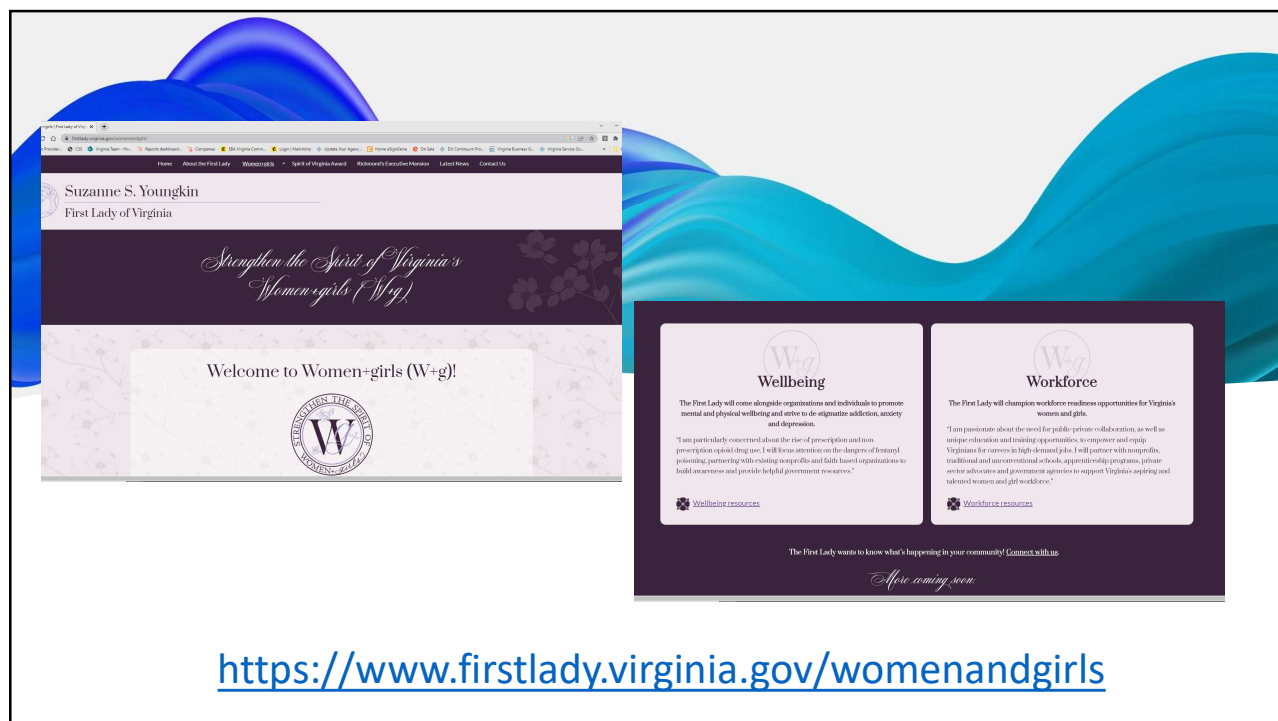 firstlady.virginia.gov/womenandgirls
Home About the First Lady Women+girls Spirit of Virginia Award Richmond's Executive Mansion Latest News Contact Us
Suzanne S. Youngkin
First Lady of Virginia
Strengthen the Spirit of Virginia's
Women+girls (W+g)
Welcome to Women+girls (W+g)!
STRENGTHEN THE SPIRIT OF
W+g
WOMEN+girls
W+g
Wellbeing
The First Lady will come alongside organizations and individuals to promote
mental and physical wellbeing and strive to de-stigmatize addiction, anxiety
and depression.
"I am particularly concerned about the rise of prescription and non-
prescription opioid drug use. I will focus attention on the dangers of fentanyl
poisoning, partnering with existing nonprofits and faith-based organizations to
build awareness and provide helpful government resources."
Wellbeing resources
W+g
Workforce
The First Lady will champion workforce readiness opportunities for Virginia's
women and girls.
"I am passionate about the need for public-private collaboration, as well as
unique education and training opportunities, to empower and equip
Virginians for careers in high-demand jobs. I will partner with nonprofits,
traditional and unconventional schools, apprenticeship programs, private
sector advocates and government agencies to support Virginia's aspiring and
talented women and girl workforce."
Workforce resources
The First Lady wants to know what's happening in your community! Connect with us.
More coming soon.
https://www.firstlady.virginia.gov/womenandgirls